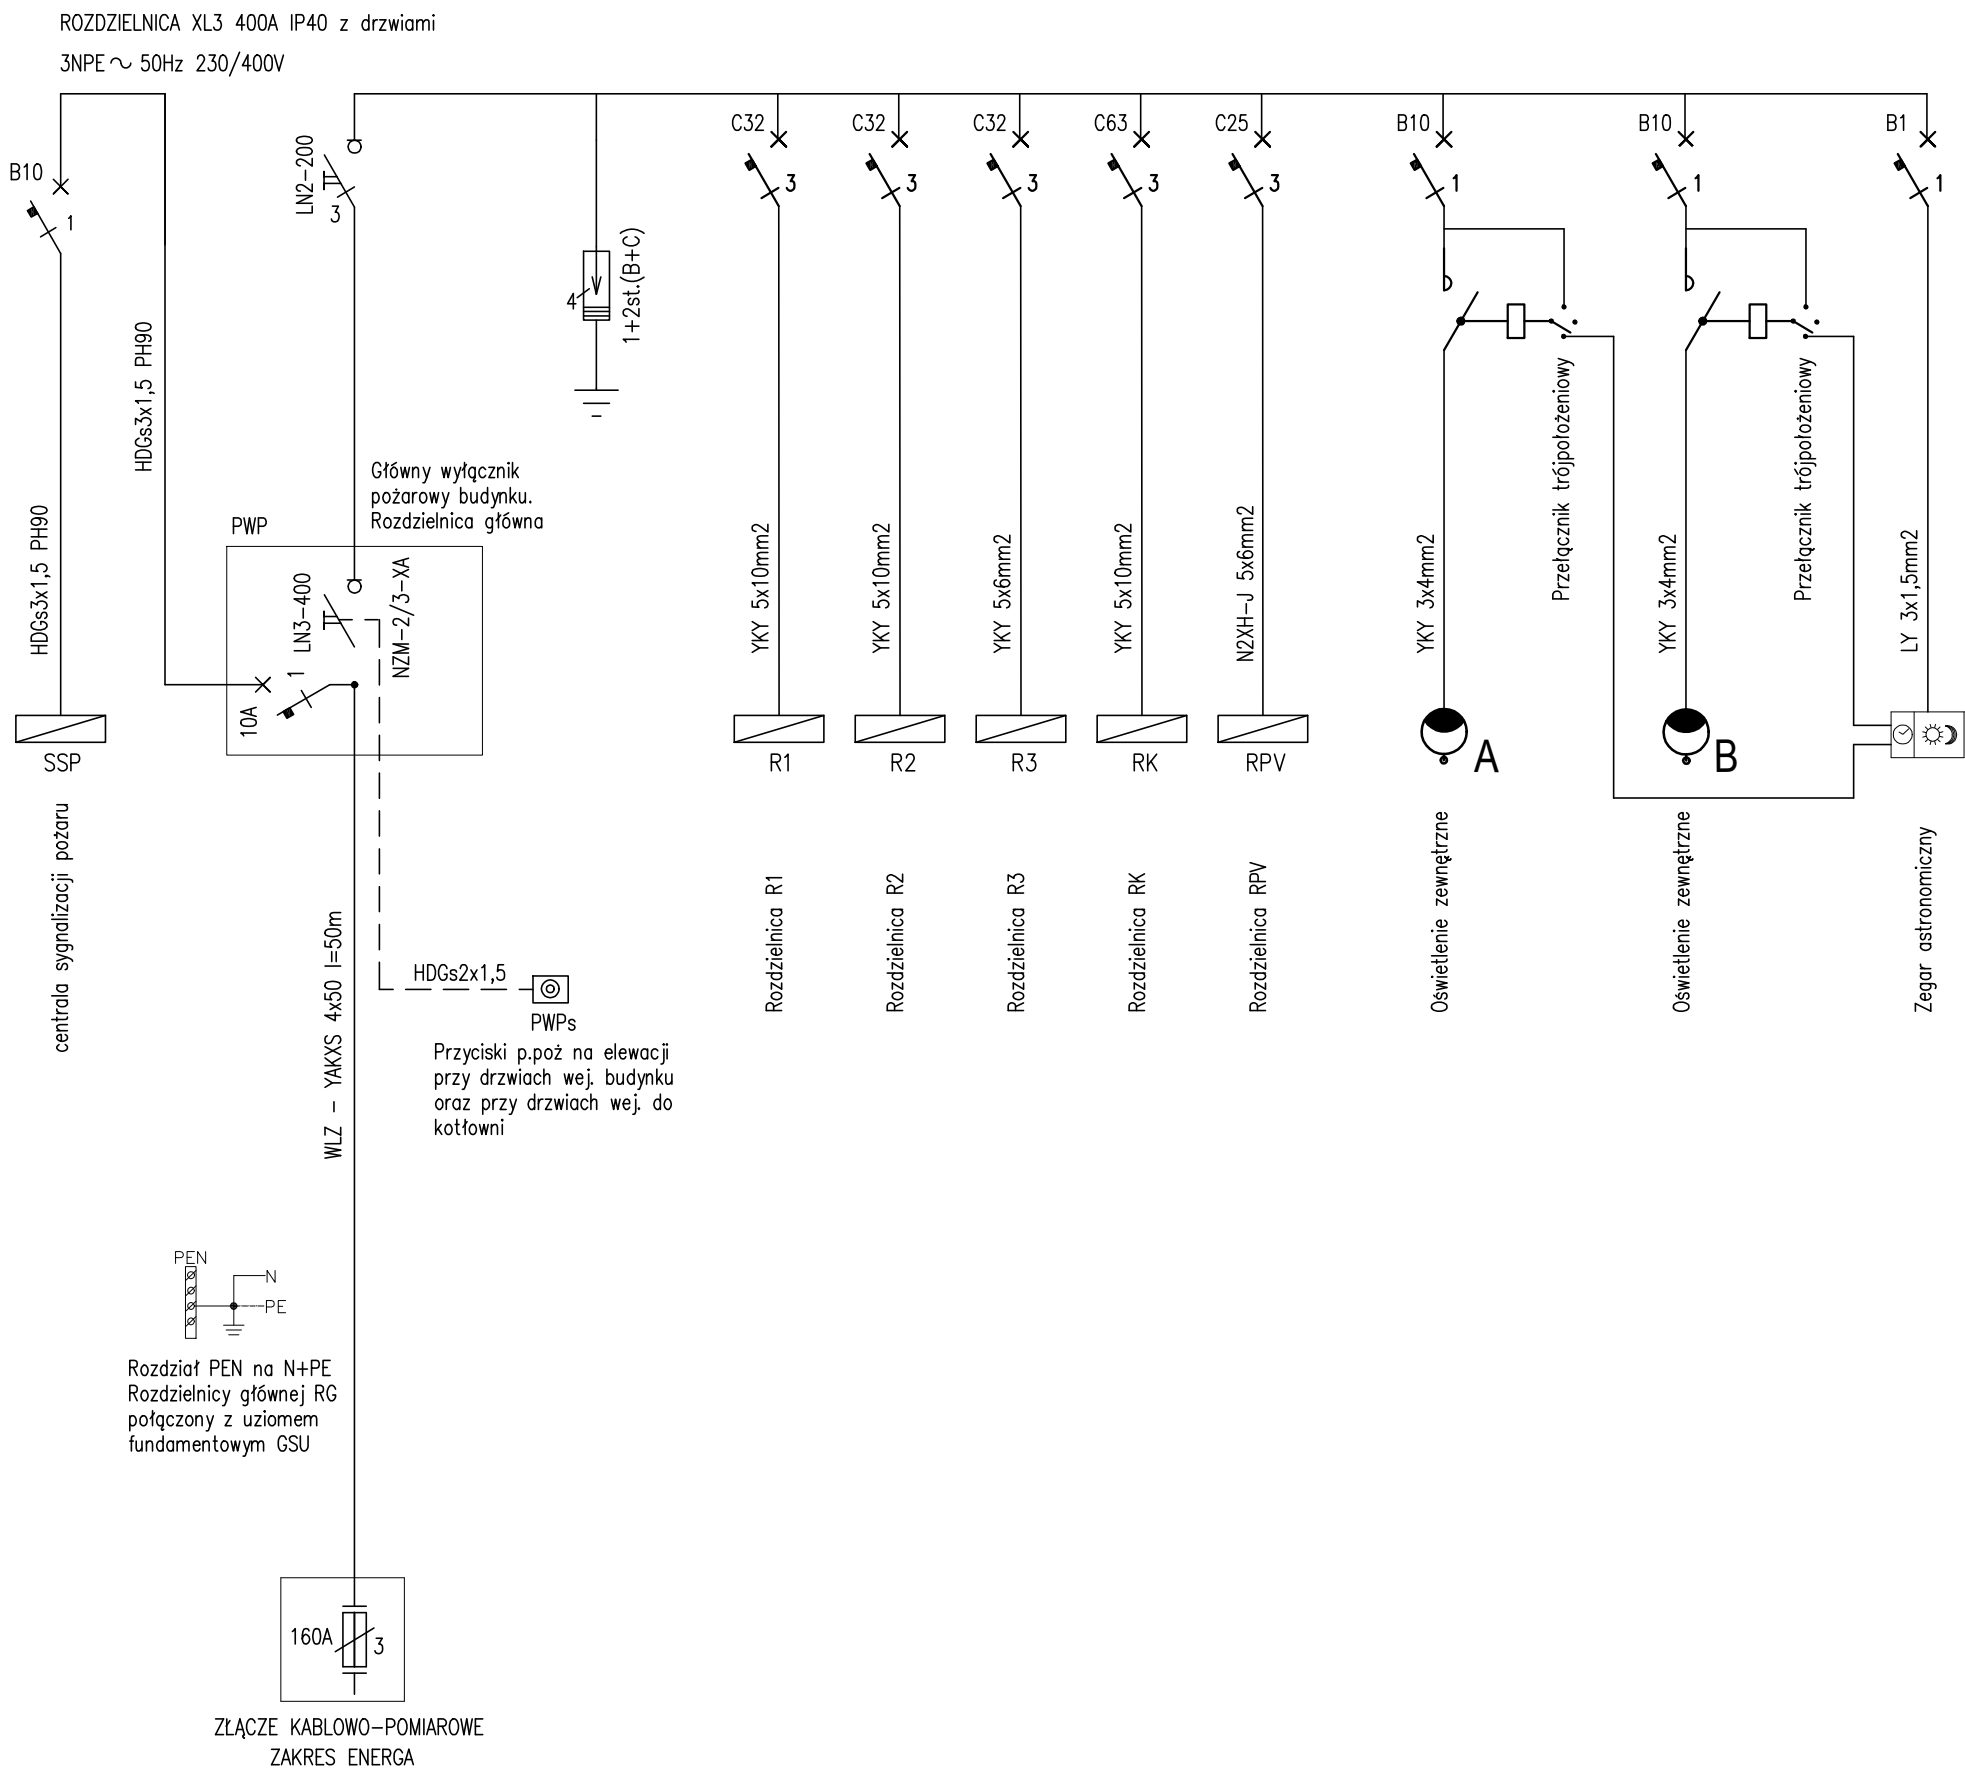 ROZDZIELNICA XL3 400A IP40 z drzwiami
3NPE ~ 50Hz 230/400V
B10
1
HDGs3x1,5 PH90
SSP
centrala sygnalizacji pożaru
HDGs3x1,5 PH90
LN2-200
3
4
1+2st.(B+C)
Główny wyłącznik
pożarowy budynku.
Rozdzielnica główna
PWP
LN3-400
NZM-2/3-XA
1
10A
HDGs2x1,5
PWPs
Przyciski p.poż na elewacji
przy drzwiach wej. budynku
oraz przy drzwiach wej. do
kotłowni
WLZ - YAKXS 4x50 l=50m
PEN
N
PE
Rozdział PEN na N+PE
Rozdzielnicy głównej RG
połączony z uziomem
fundamentowym GSU
160A
3
ZŁĄCZE KABLOWO-POMIAROWE
ZAKRES ENERGA
C32
3
YKY 5x10mm2
R1
Rozdzielnica R1
C32
3
YKY 5x10mm2
R2
Rozdzielnica R2
C32
3
YKY 5x6mm2
R3
Rozdzielnica R3
C63
3
YKY 5x10mm2
RK
Rozdzielnica RK
C25
3
N2XH-J 5x6mm2
RPV
Rozdzielnica RPV
B10
1
Przełącznik trójpołożeniowy
YKY 3x4mm2
A
Oświetlenie zewnętrzne
B10
1
Przełącznik trójpołożeniowy
YKY 3x4mm2
B
Oświetlenie zewnętrzne
B1
1
LY 3x1,5mm2
Zegar astronomiczny